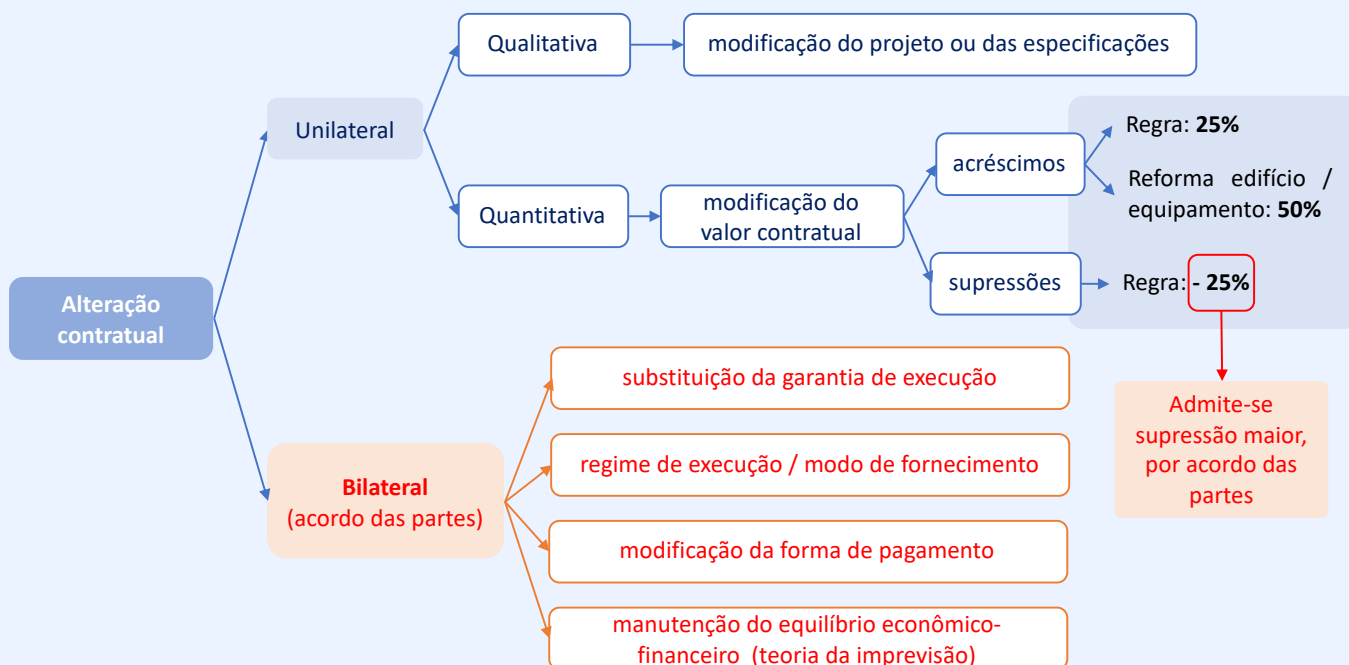 Qualitativa
modificação do projeto ou das especificações
Unilateral
Regra: 25%
acréscimos
Reforma edifício /
equipamento: 50%
Quantitativa
modificação do
valor contratual
supressões
Regra: - 25%
Alteração
contratual
substituição da garantia de execução
Admite-se
supressão maior,
por acordo das
partes
regime de execução / modo de fornecimento
Bilateral
(acordo das partes)
modificação da forma de pagamento
manutenção do equilíbrio econômico-
financeiro (teoria da imprevisão)